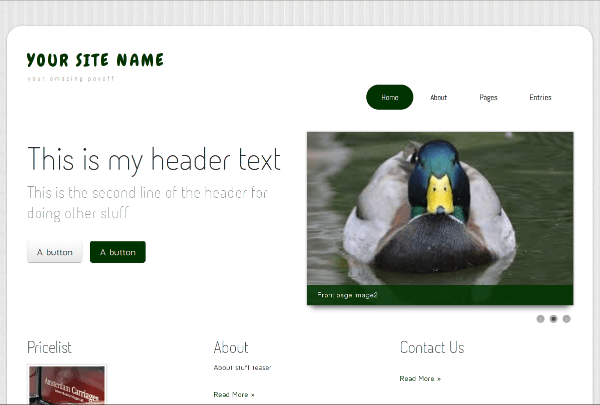 YOUR SITE NAME
your amazing payoff
Home About Pages Entries
This is my header text
This is the second line of the header for
doing other stuff
A button A button
Front page image2
Pricelist About Contact Us
About stuff teaser
Read More »
Read More »
Amsterdam Carriages